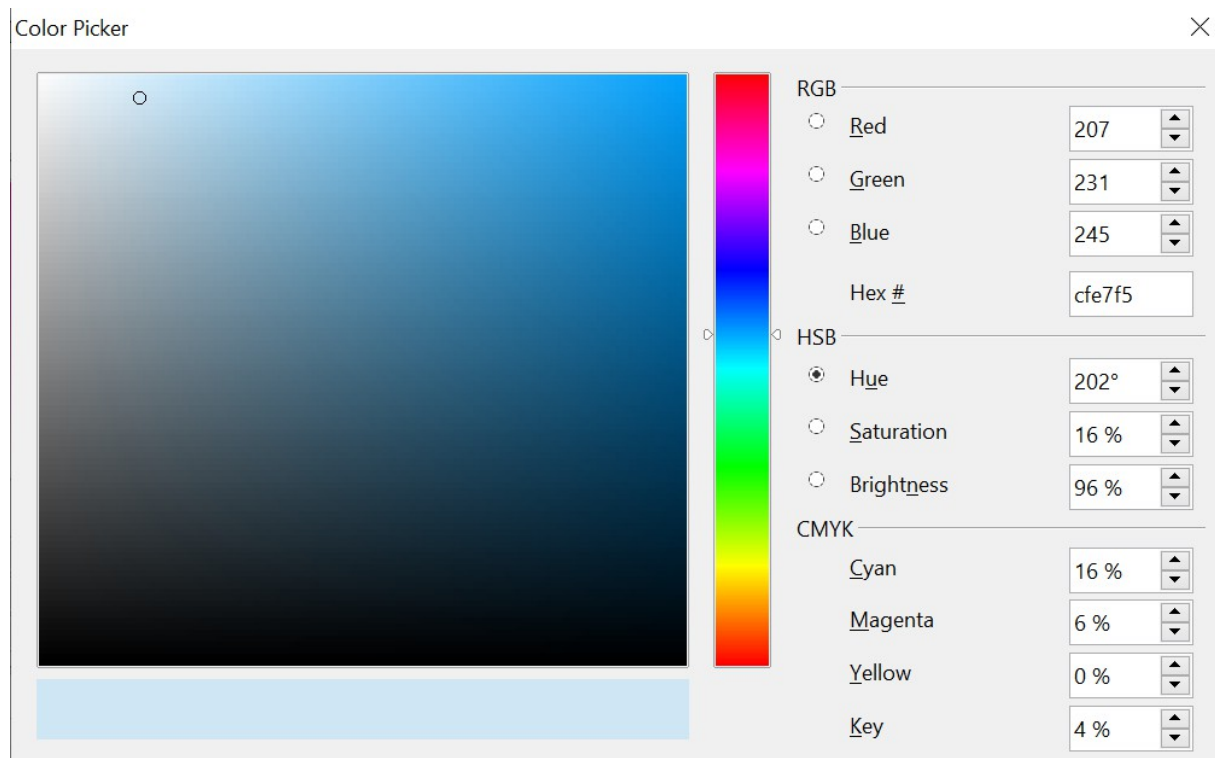 Color Picker
RGB
Red 207
Green 231
Blue 245
Hex # cfe7f5
HSB
Hue 202°
Saturation 16 %
Brightness 96 %
CMYK
Cyan 16 %
Magenta 6 %
Yellow 0 %
Key 4 %